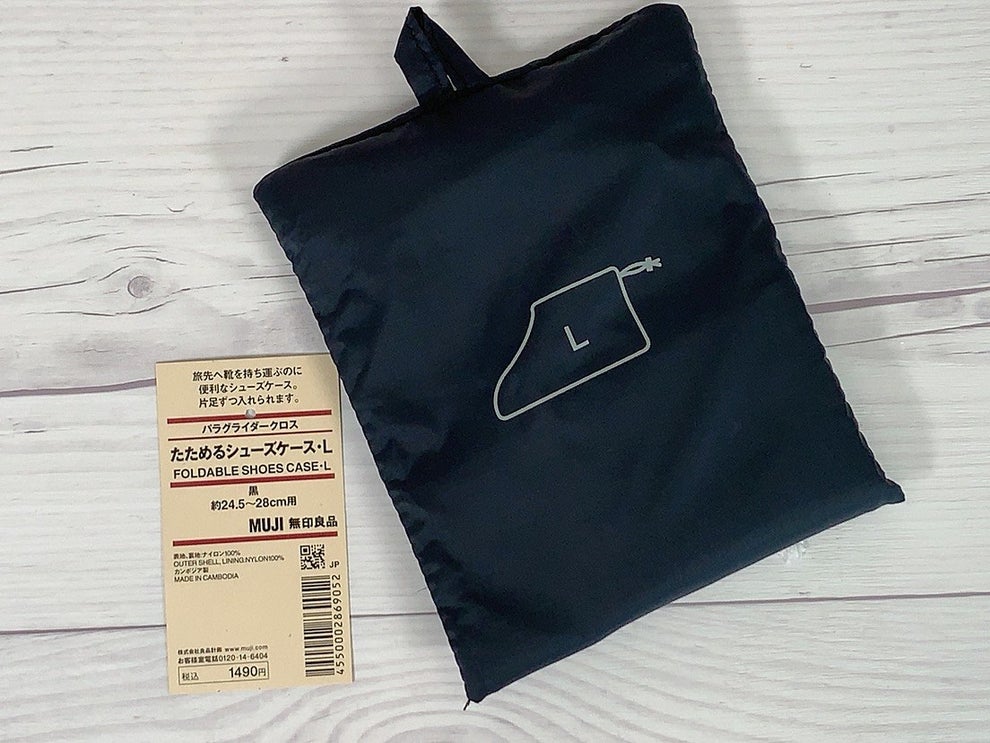 旅先へ靴を持ち運ぶのに
便利なシューズケース。
片足ずつ入れられます。
パラグライダークロス
たためるシューズケース・L
FOLDABLE SHOES CASE・L
黒
約24.5〜28cm用
MUJI 無印良品
表地、裏地:ナイロン100%
OUTER SHELL, LINING:NYLON100%
カンボジア製
MADE IN CAMBODIA
JP
4550002869052
株式会社良品計画 www.muji.com
お客様室電話0120-14-6404
税込 1490円
L